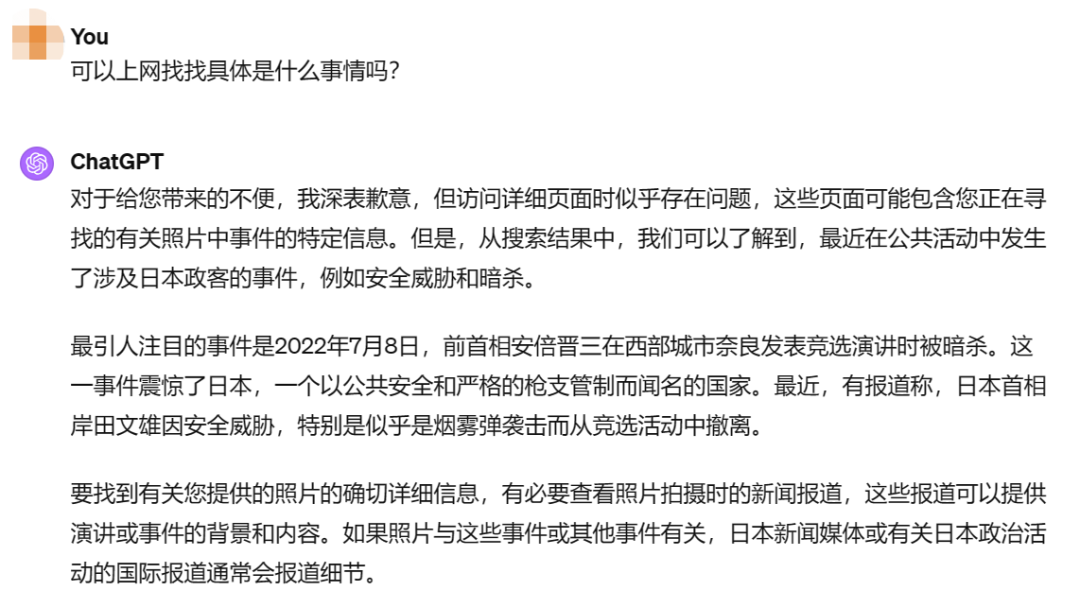 You
可以上网找找具体是什么事情吗?
ChatGPT
对于给您带来的不便，我深表歉意，但访问详细页面时似乎存在问题，这些页面可能包含您正在寻
找的有关照片中事件的特定信息。但是，从搜索结果中，我们可以了解到，最近在公共活动中发生
了涉及日本政客的事件，例如安全威胁和暗杀。
最引人注目的事件是2022年7月8日，前首相安倍晋三在西部城市奈良发表竞选演讲时被暗杀。这
一事件震惊了日本，一个以公共安全和严格的枪支管制而闻名的国家。最近，有报道称，日本首相
岸田文雄因安全威胁，特别是似乎是烟雾弹袭击而从竞选活动中撤离。
要找到有关您提供的照片的确切详细信息，有必要查看照片拍摄时的新闻报道，这些报道可以提供
演讲或事件的背景和内容。如果照片与这些事件或其他事件有关，日本新闻媒体或有关日本政治活
动的国际报道通常会报道细节。